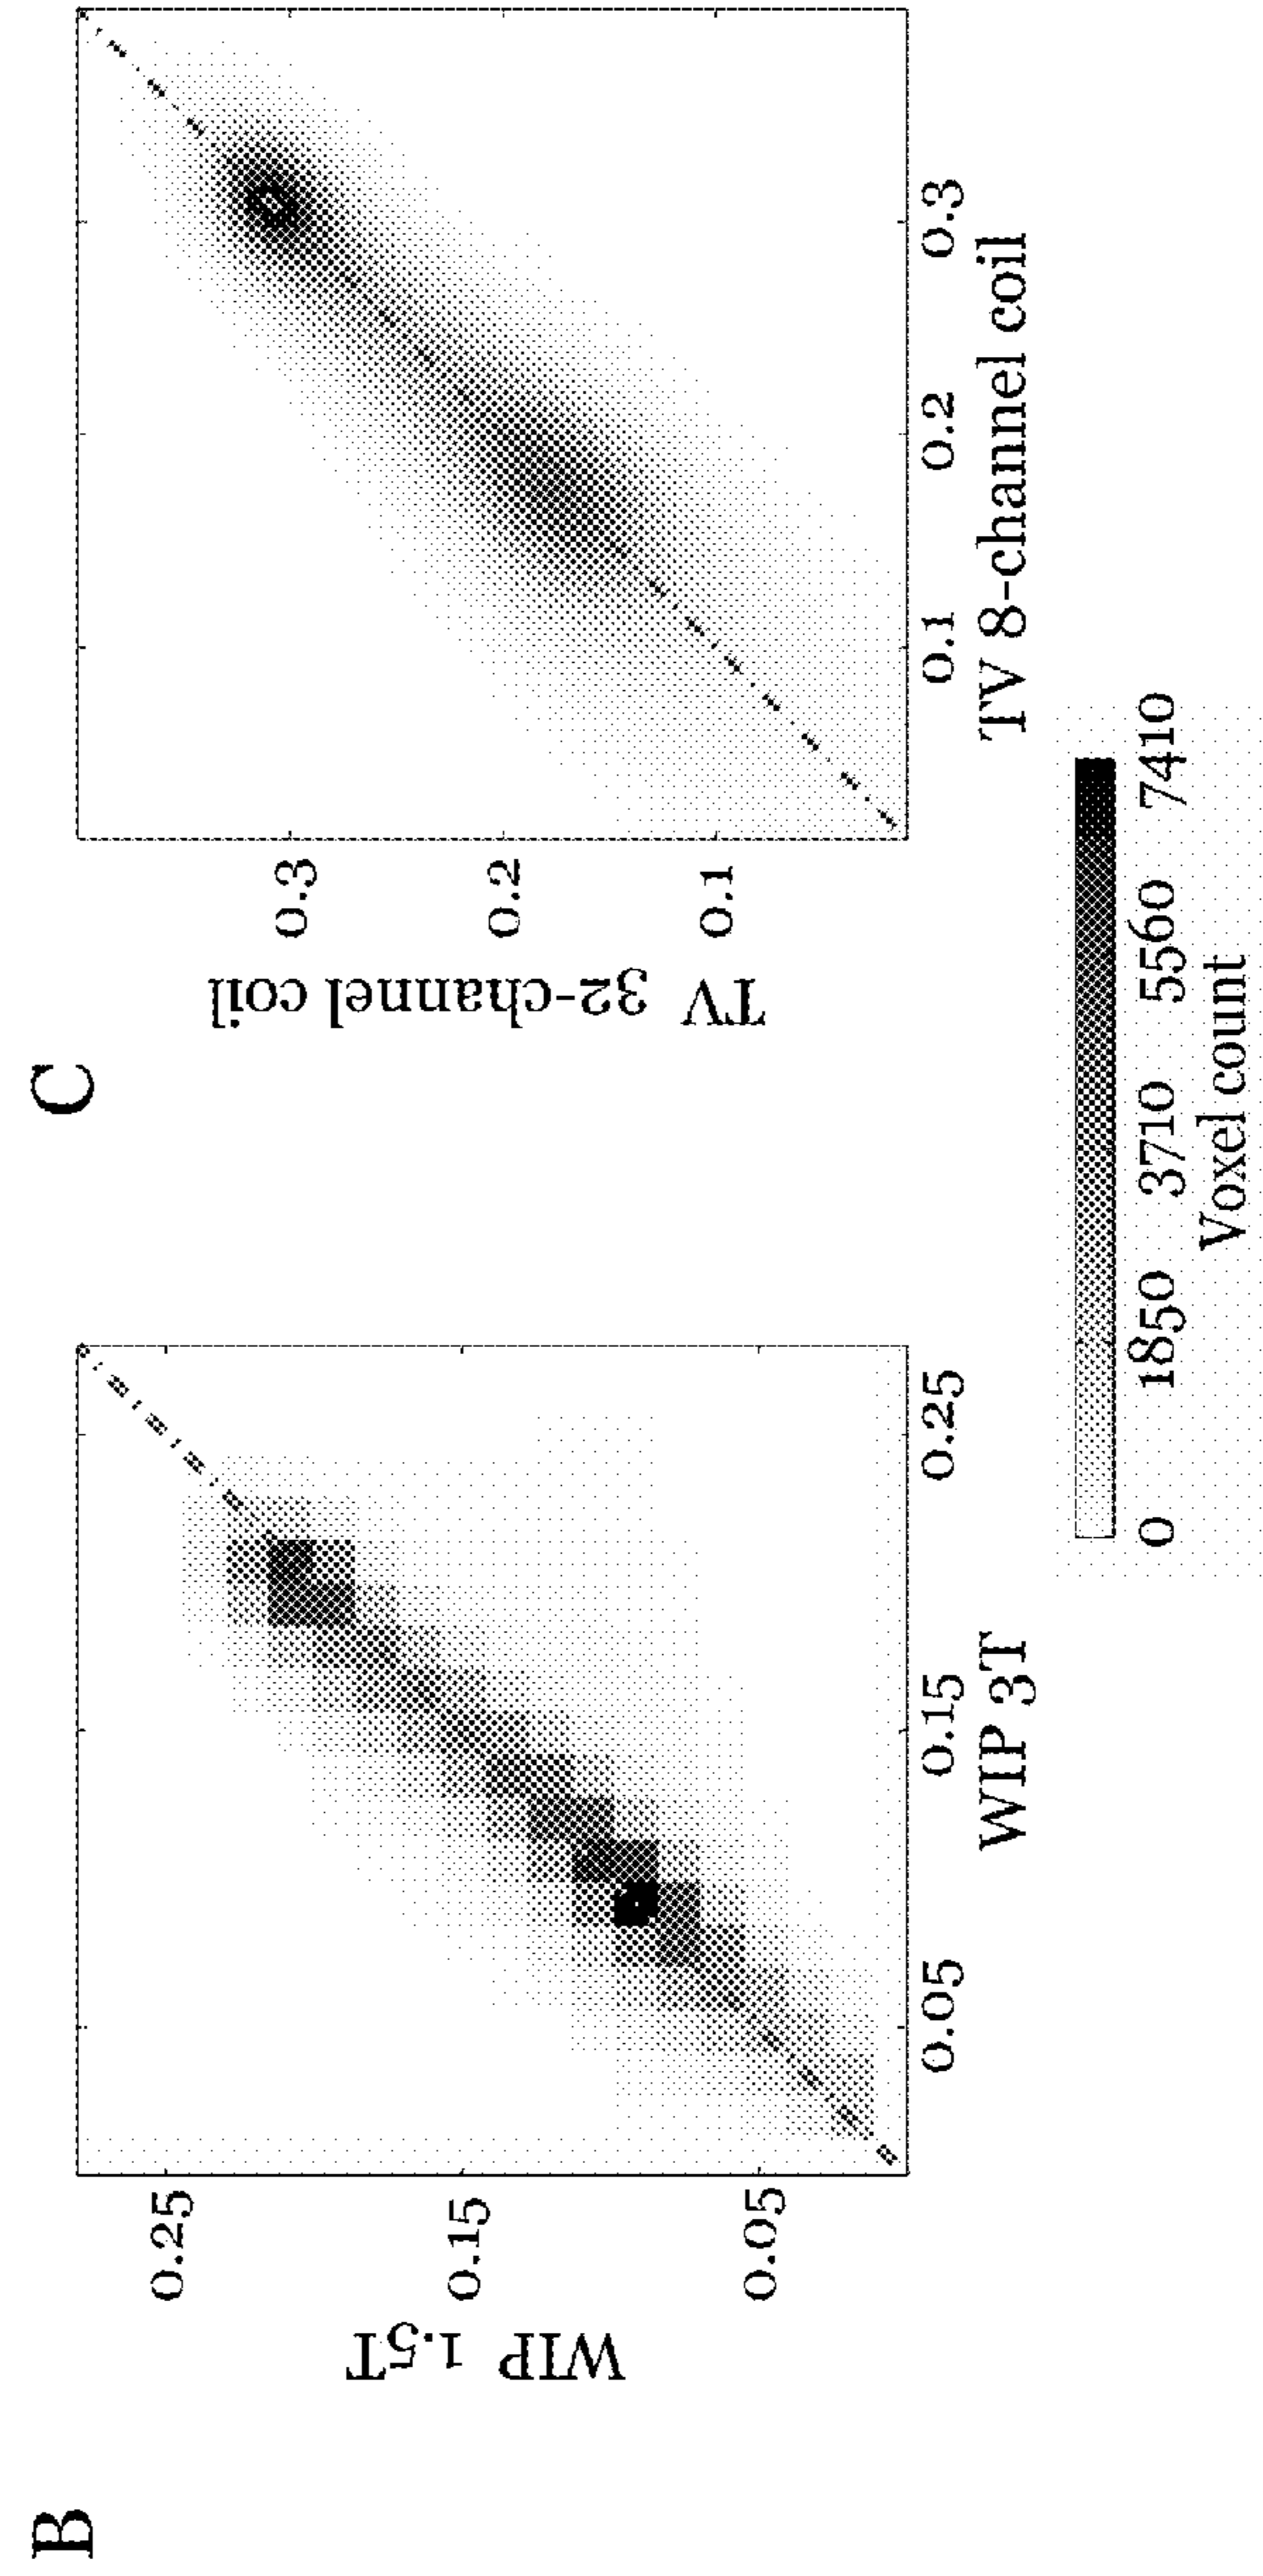 B
WIP 1.5T
0.25
0.15
0.05
0.05
0.15
0.25
WIP 3T
C
TV 32-channel coil
0.3
0.2
0.1
0.1
0.2
0.3
TV 8-channel coil
0 1850 3710 5560 7410
Voxel count